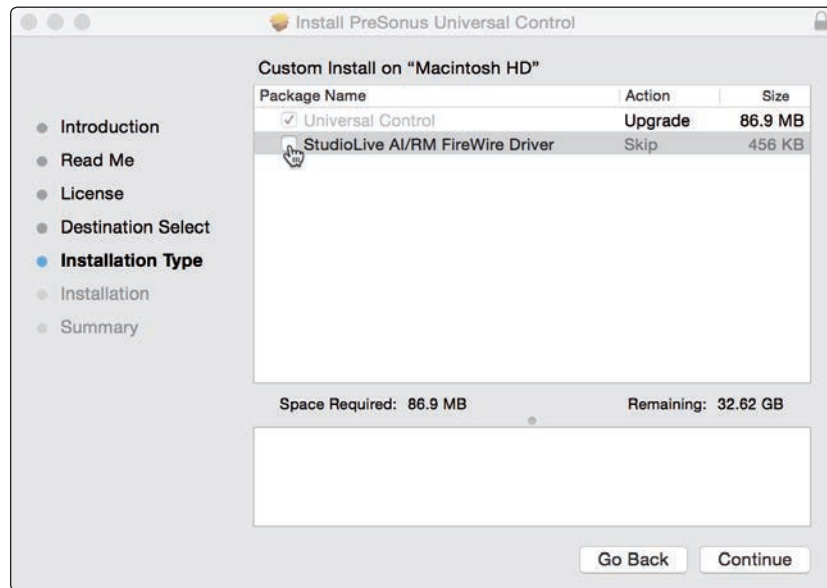 Install PreSonus Universal Control
Custom Install on “Macintosh HD”
Package Name Action Size
Universal Control Upgrade 86.9 MB
StudioLive AI/RM FireWire Driver Skip 456 KB
Introduction
Read Me
License
Destination Select
Installation Type
Installation
Summary
Space Required: 86.9 MB Remaining: 32.62 GB
Go Back Continue